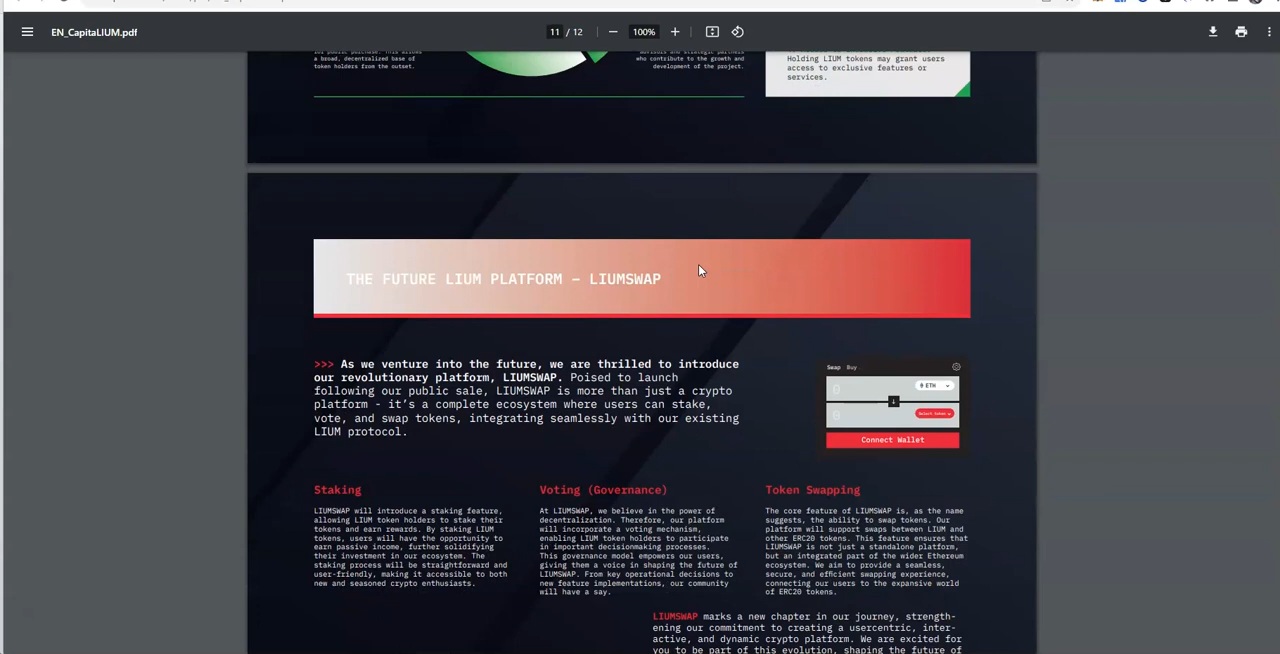 EN_CapitaLIUM.pdf
11 / 12
100%
a broad, decentralized base of
token holders from the outset.
who contribute to the growth and
development of the project.
Holding LIUM tokens may grant users
access to exclusive features or
services.
THE FUTURE LIUM PLATFORM – LIUMSWAP
>>> As we venture into the future, we are thrilled to introduce
our revolutionary platform, LIUMSWAP. Poised to launch
following our public sale, LIUMSWAP is more than just a crypto
platform - it's a complete ecosystem where users can stake,
vote, and swap tokens, integrating seamlessly with our existing
LIUM protocol.
Swap Buy
0
ETH
0
Select token
Connect Wallet
Staking
LIUMSWAP will introduce a staking feature,
allowing LIUM token holders to stake their
tokens and earn rewards. By staking LIUM
tokens, users will have the opportunity to
earn passive income, further solidifying
their investment in our ecosystem. The
staking process will be straightforward and
user-friendly, making it accessible to both
new and seasoned crypto enthusiasts.
Voting (Governance)
At LIUMSWAP, we believe in the power of
decentralization. Therefore, our platform
will incorporate a voting mechanism,
enabling LIUM token holders to participate
in important decisionmaking processes.
This governance model empowers our users,
giving them a voice in shaping the future of
LIUMSWAP. From key operational decisions to
new feature implementations, our community
will have a say.
Token Swapping
The core feature of LIUMSWAP is, as the name
suggests, the ability to swap tokens. Our
platform will support swaps between LIUM and
other ERC20 tokens. This feature ensures that
LIUMSWAP is not just a standalone platform,
but an integrated part of the wider Ethereum
ecosystem. We aim to provide a seamless,
secure, and efficient swapping experience,
connecting our users to the expansive world
of ERC20 tokens.
LIUMSWAP marks a new chapter in our journey, strength-
ening our commitment to creating a usercentric, inter-
active, and dynamic crypto platform. We are excited for
you to be part of this evolution, shaping the future of